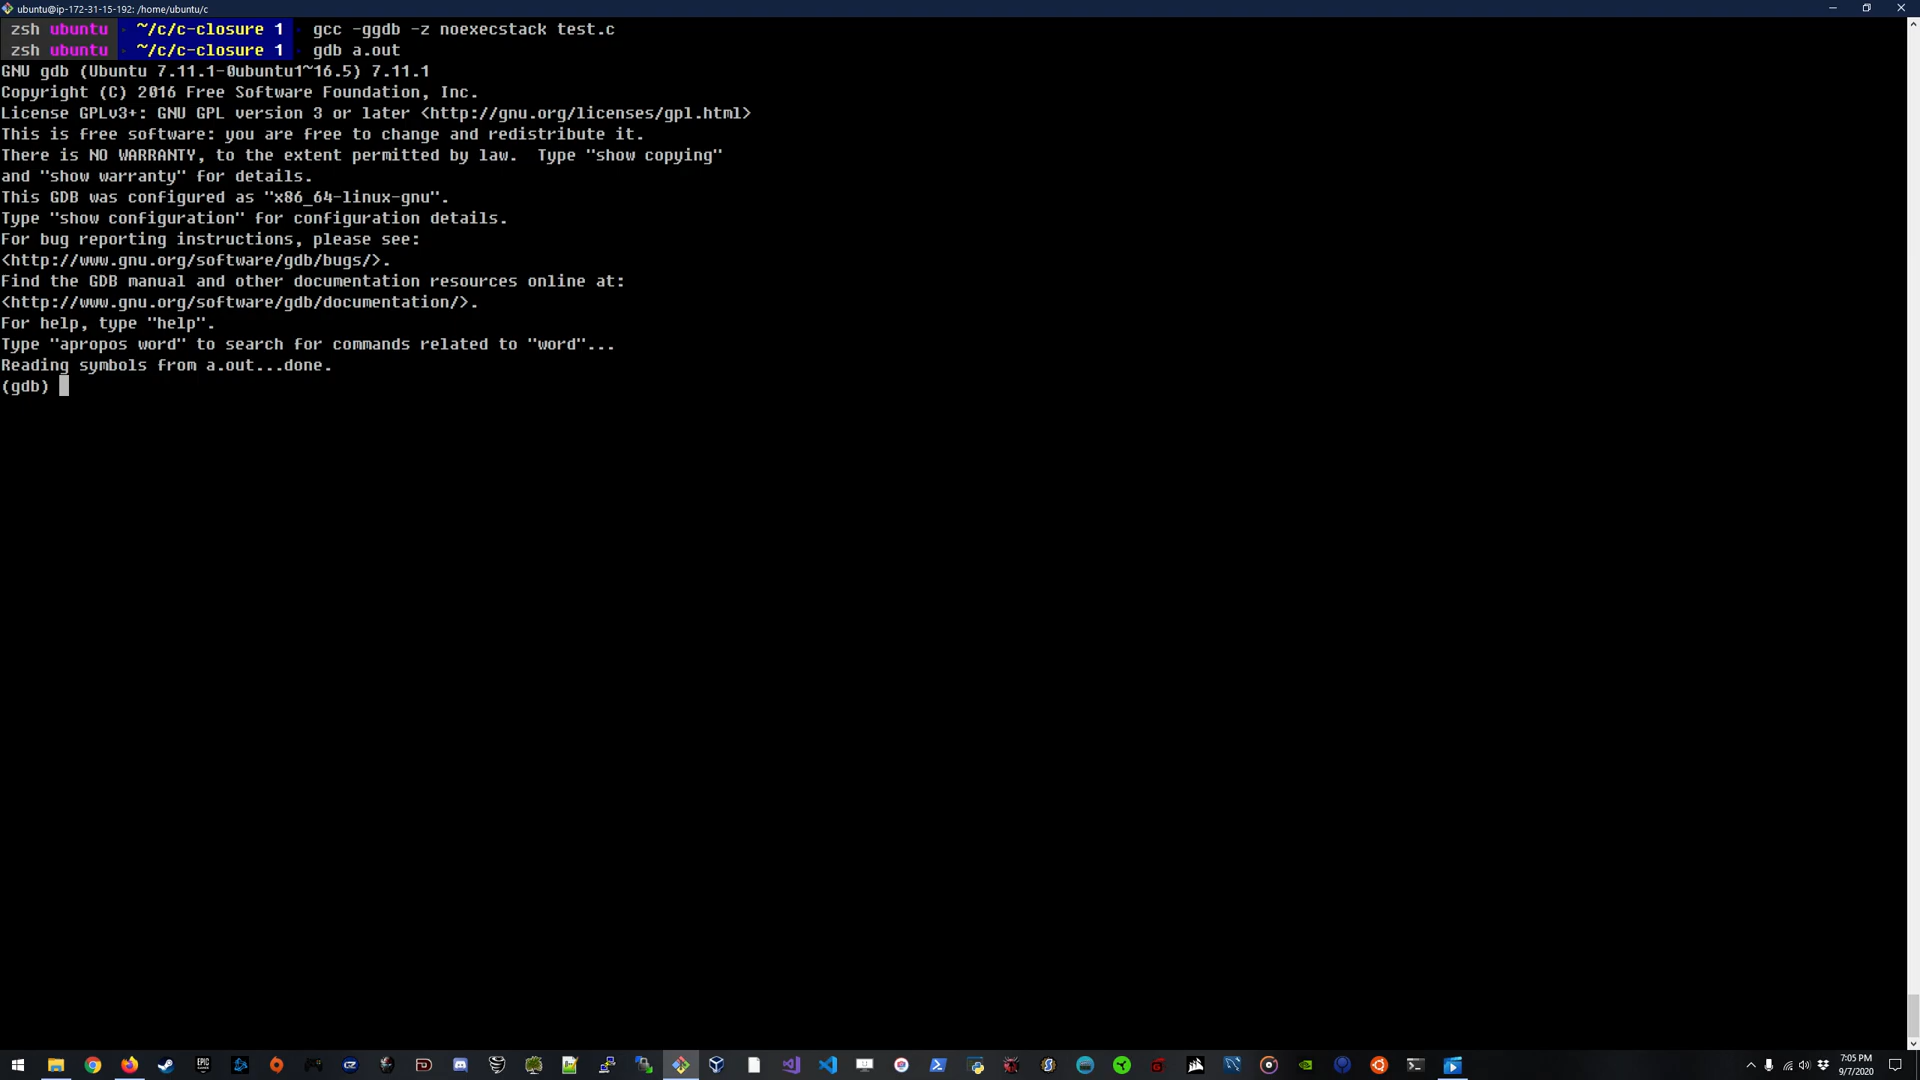 ubuntu@ip-172-31-15-192: /home/ubuntu/c
zsh ubuntu ~/c/c-closure 1 gcc -ggdb -z noexecstack test.c
zsh ubuntu ~/c/c-closure 1 gdb a.out
GNU gdb (Ubuntu 7.11.1-0ubuntu1~16.5) 7.11.1
Copyright (C) 2016 Free Software Foundation, Inc.
License GPLv3+: GNU GPL version 3 or later <http://gnu.org/licenses/gpl.html>
This is free software: you are free to change and redistribute it.
There is NO WARRANTY, to the extent permitted by law.  Type "show copying"
and "show warranty" for details.
This GDB was configured as "x86_64-linux-gnu".
Type "show configuration" for configuration details.
For bug reporting instructions, please see:
<http://www.gnu.org/software/gdb/bugs/>.
Find the GDB manual and other documentation resources online at:
<http://www.gnu.org/software/gdb/documentation/>.
For help, type "help".
Type "apropos word" to search for commands related to "word"...
Reading symbols from a.out...done.
(gdb)
EPIC GAMES
7:05 PM
9/7/2020